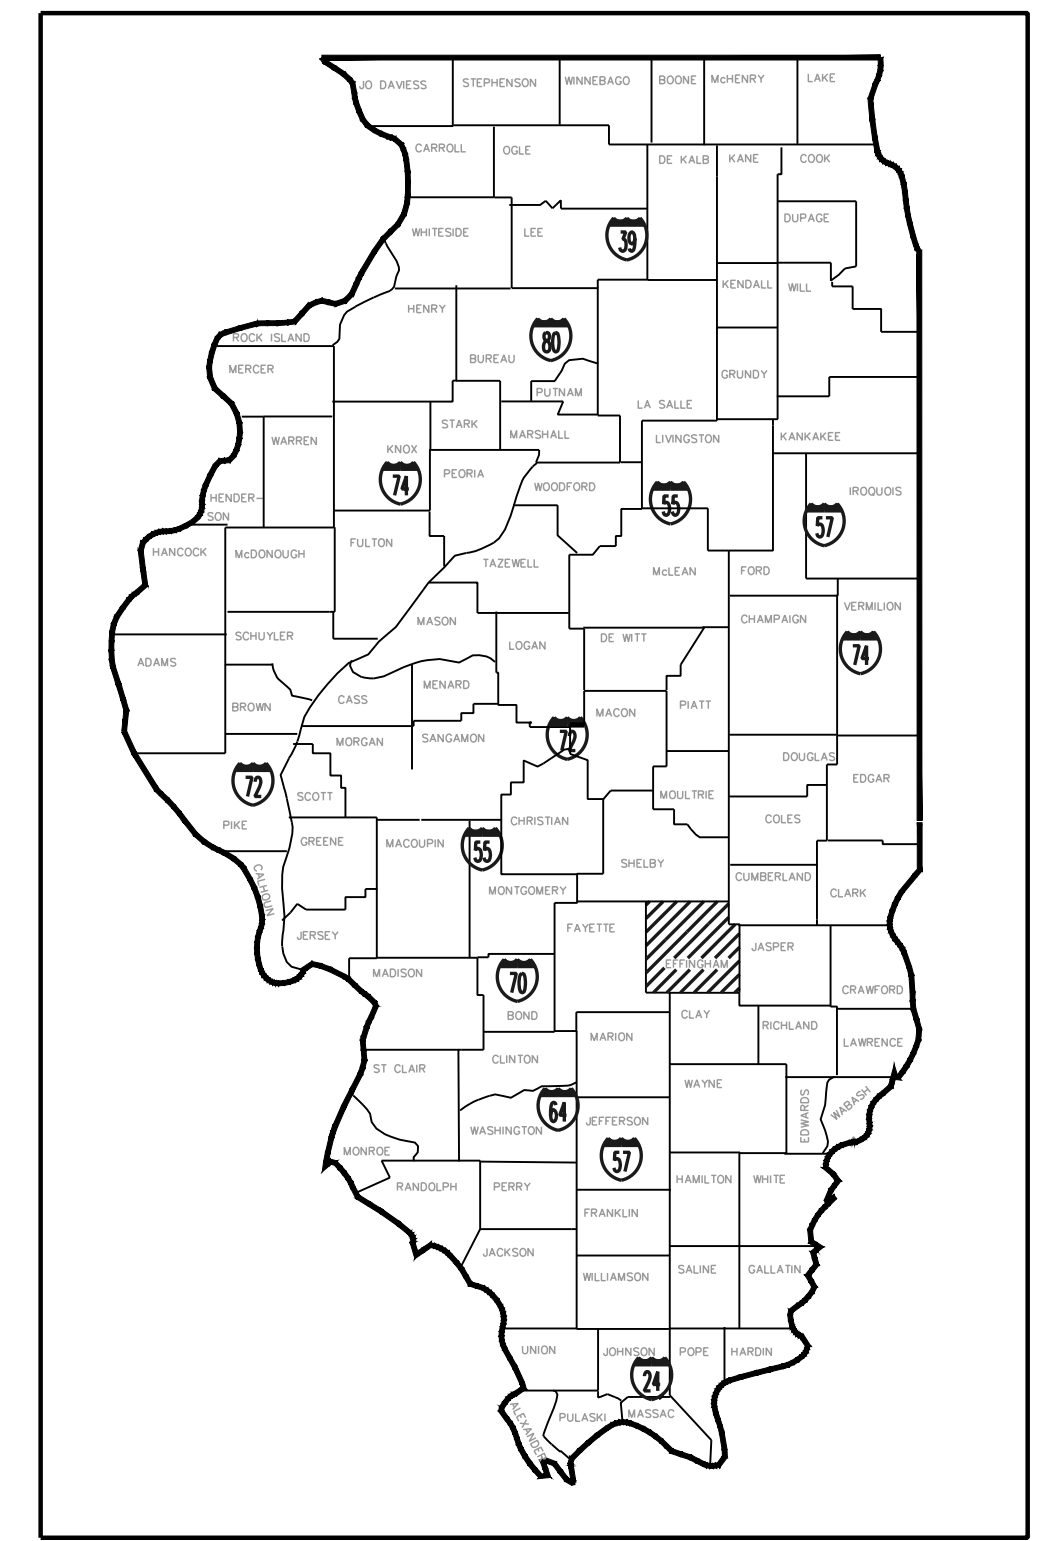 JO DAVIESS
STEPHENSON
WINNEBAGO
BOONE
McHENRY
LAKE
CARROLL
OGLE
DE KALB
KANE
COOK
WHITESIDE
LEE
39
DUPAGE
HENRY
KENDALL
WILL
ROCK ISLAND
80
MERCER
BUREAU
PUTNAM
GRUNDY
LA SALLE
WARREN
KNOX
STARK
MARSHALL
LIVINGSTON
KANKAKEE
74
PEORIA
WOODFORD
55
IROQUOIS
HENDER-
SON
57
HANCOCK
McDONOUGH
FULTON
TAZEWELL
McLEAN
FORD
VERMILION
MASON
CHAMPAIGN
SCHUYLER
LOGAN
DE WITT
74
ADAMS
BROWN
CASS
MENARD
MACON
PIATT
MORGAN
SANGAMON
72
DOUGLAS
72
EDGAR
SCOTT
MOULTRIE
PIKE
GREENE
MACOUPIN
55
CHRISTIAN
COLES
SHELBY
CUMBERLAND
CLARK
CALHOUN
MONTGOMERY
JERSEY
FAYETTE
EFFINGHAM
JASPER
MADISON
70
CRAWFORD
BOND
CLAY
RICHLAND
LAWRENCE
MARION
ST CLAIR
CLINTON
WAYNE
EDWARDS
WABASH
64
WASHINGTON
JEFFERSON
57
MONROE
RANDOLPH
PERRY
HAMILTON
WHITE
FRANKLIN
JACKSON
WILLIAMSON
SALINE
GALLATIN
UNION
JOHNSON
POPE
HARDIN
24
ALEXANDER
PULASKI
MASSAC